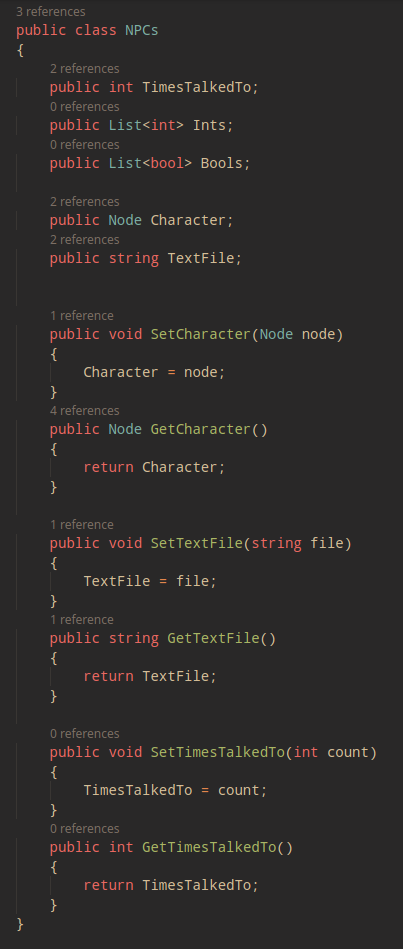 3 references
public class NPCs
{
2 references
public int TimesTalkedTo;
0 references
public List<int> Ints;
0 references
public List<bool> Bools;
2 references
public Node Character;
2 references
public string TextFile;
1 reference
public void SetCharacter(Node node)
{
Character = node;
}
4 references
public Node GetCharacter()
{
return Character;
}
1 reference
public void SetTextFile(string file)
{
TextFile = file;
}
1 reference
public string GetTextFile()
{
return TextFile;
}
0 references
public void SetTimesTalkedTo(int count)
{
TimesTalkedTo = count;
}
0 references
public int GetTimesTalkedTo()
{
return TimesTalkedTo;
}
}